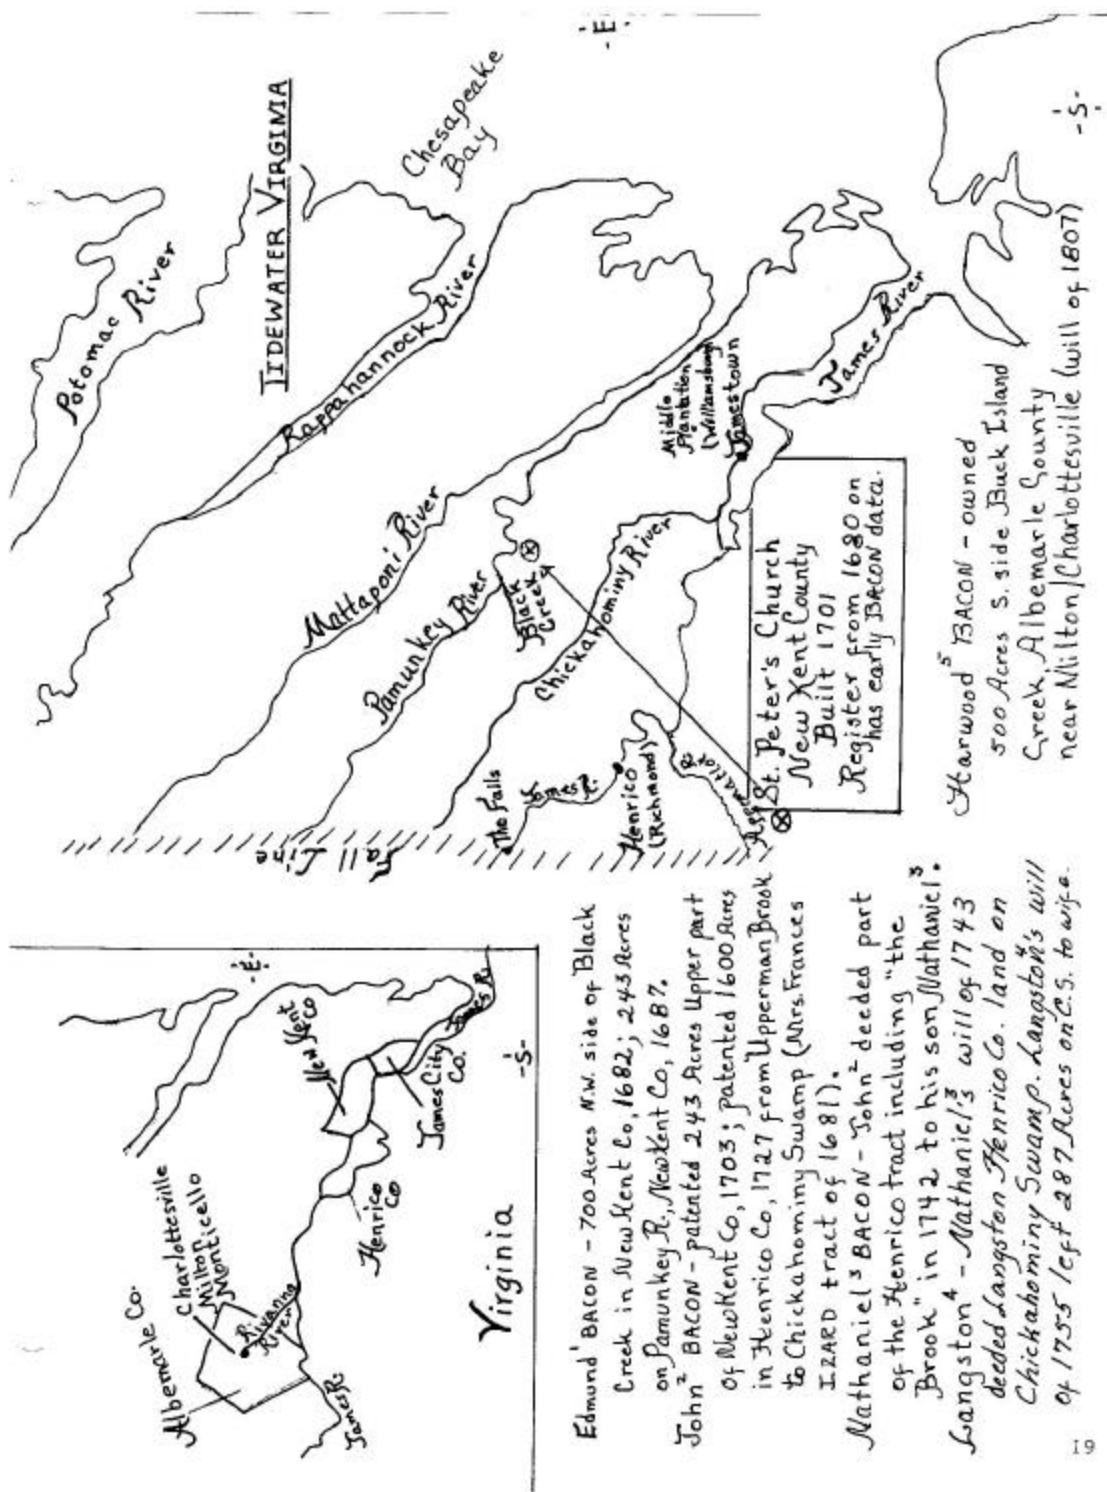 TIDEWATER VIRGINIA
Potomac River
Rappahannock River
Chesapeake
Bay
-E-
-S-
Mattaponi River
Pamunkey River
Black
Creek
Chickahominy River
Middle
Plantation
(Williamsburg)
Jamestown
James River
The Falls
James R.
Henrico
(Richmond)
Fall Line
St. Peter's Church
New Kent County
Built 1701
Register from 1680 on
has early BACON data.
Harwood⁵ BACON - owned
500 Acres S. side Buck Island
Creek, Albemarle County
near Milton/Charlottesville (will of 1807)
Albemarle Co.
Charlottesville
Milton
Monticello
Rivanna
River
James R.
Henrico
Co
New Kent
Co
James City
Co.
James R.
-E-
-S-
Virginia
Edmund¹ BACON - 700 Acres N.W. side of Black
Creek in New Kent Co, 1682; 243 Acres
on Pamunkey R., New Kent Co, 1687.
John² BACON - patented 243 Acres Upper part
of New Kent Co, 1703; patented 1600 Acres
in Heenrico Co, 1727 from Upperman Brook
to Chickahominy Swamp (Mrs. Frances
IZARD tract of 1681).
Nathaniel³ BACON - John² deeded part
of the Henrico tract including "the
Brook" in 1742 to his son, Nathaniel³.
Langston⁴ - Nathaniel's³ will of 1743
deeded Langston Henrico Co. land on
Chickahominy Swamp. Langston's⁴ will
of 1755 left 287 Acres on C.S. to wife.
19